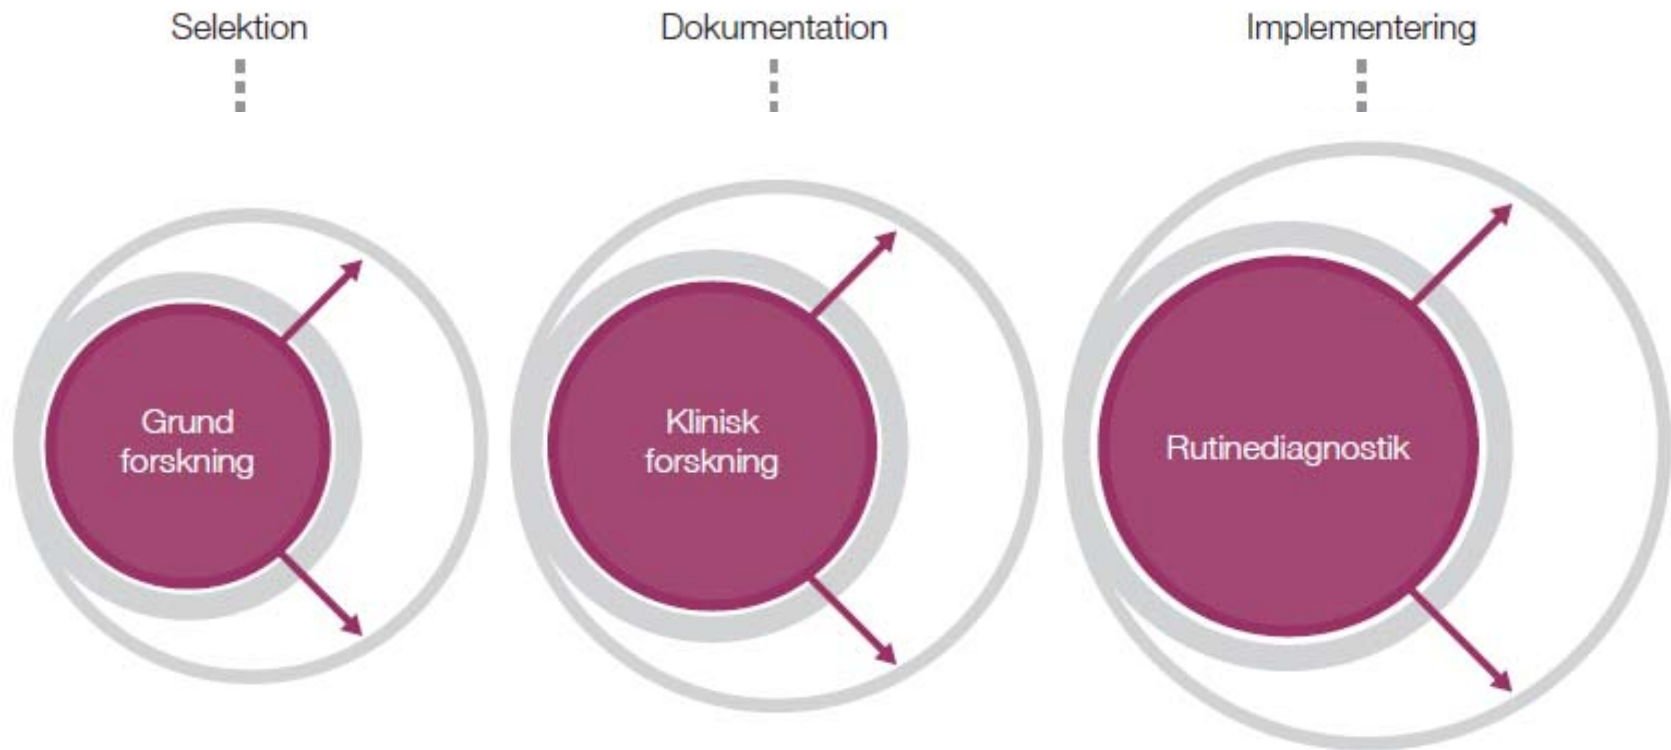 Selektion
Dokumentation
Implementering
Grund
forskning
Klinisk
forskning
Rutinediagnostik